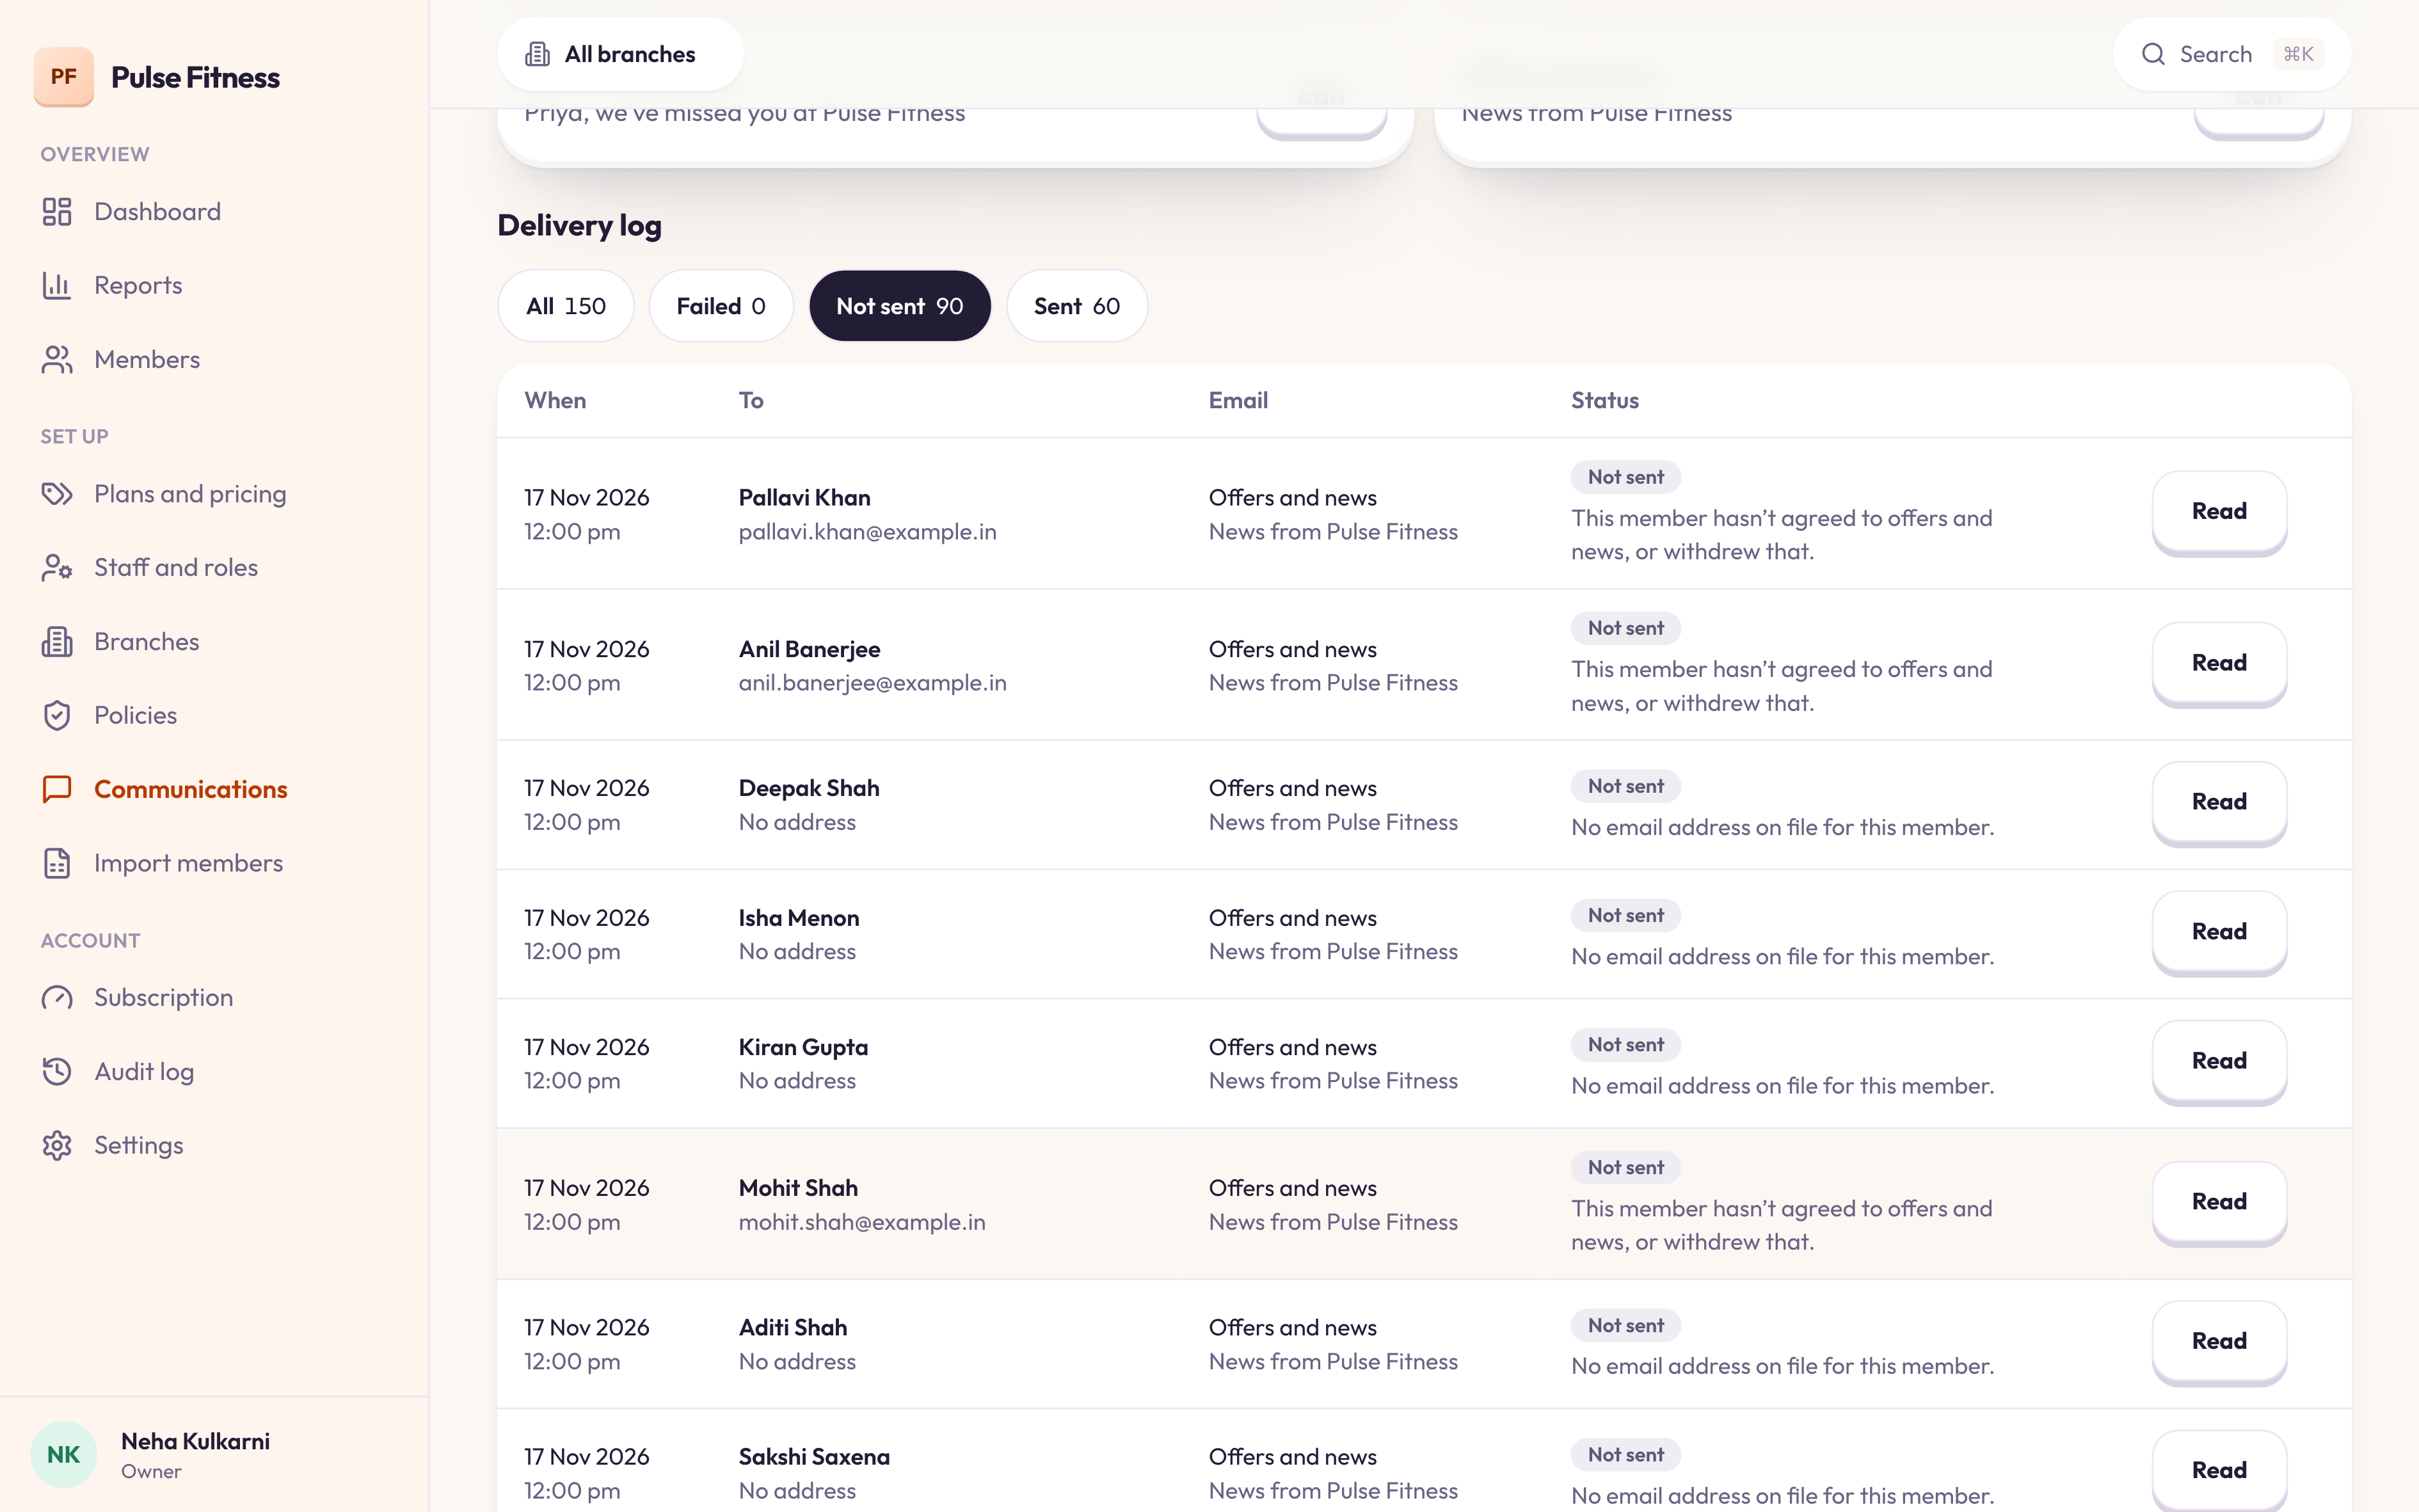 PF
Pulse Fitness
OVERVIEW
Dashboard
Reports
Members
SET UP
Plans and pricing
Staff and roles
Branches
Policies
Communications
Import members
ACCOUNT
Subscription
Audit log
Settings
NK
Neha Kulkarni
Owner
All branches
Search ⌘K
Priya, we've missed you at Pulse Fitness
News from Pulse Fitness
Delivery log
All 150
Failed 0
Not sent 90
Sent 60
When To Email Status
17 Nov 2026
12:00 pm
Pallavi Khan
pallavi.khan@example.in
Offers and news
News from Pulse Fitness
Not sent
This member hasn’t agreed to offers and
news, or withdrew that.
Read
17 Nov 2026
12:00 pm
Anil Banerjee
anil.banerjee@example.in
Offers and news
News from Pulse Fitness
Not sent
This member hasn’t agreed to offers and
news, or withdrew that.
Read
17 Nov 2026
12:00 pm
Deepak Shah
No address
Offers and news
News from Pulse Fitness
Not sent
No email address on file for this member.
Read
17 Nov 2026
12:00 pm
Isha Menon
No address
Offers and news
News from Pulse Fitness
Not sent
No email address on file for this member.
Read
17 Nov 2026
12:00 pm
Kiran Gupta
No address
Offers and news
News from Pulse Fitness
Not sent
No email address on file for this member.
Read
17 Nov 2026
12:00 pm
Mohit Shah
mohit.shah@example.in
Offers and news
News from Pulse Fitness
Not sent
This member hasn’t agreed to offers and
news, or withdrew that.
Read
17 Nov 2026
12:00 pm
Aditi Shah
No address
Offers and news
News from Pulse Fitness
Not sent
No email address on file for this member.
Read
17 Nov 2026
12:00 pm
Sakshi Saxena
No address
Offers and news
News from Pulse Fitness
Not sent
No email address on file for this member.
Read